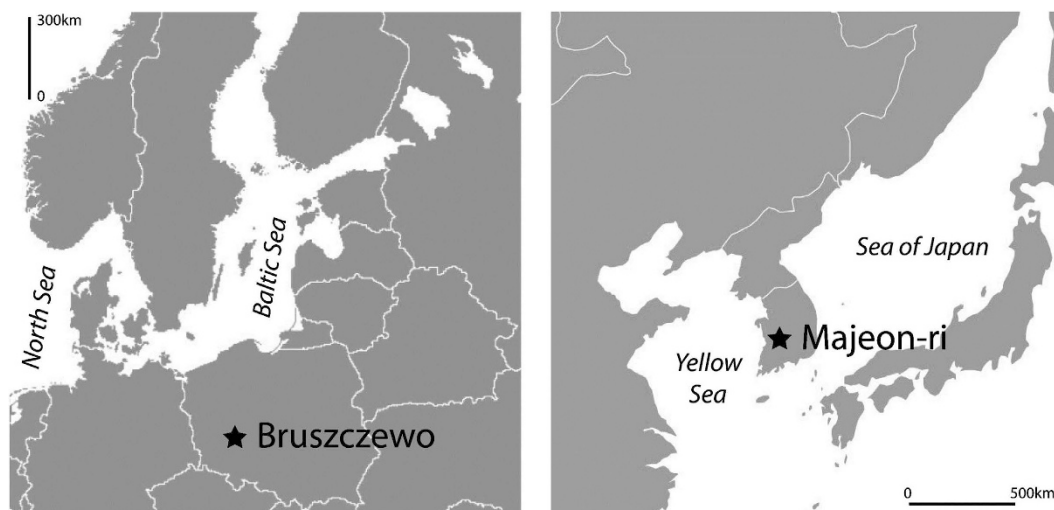 300km
0
North Sea
Baltic Sea
Bruszczewo
Sea of Japan
Majeon-ri
Yellow
Sea
0 500km